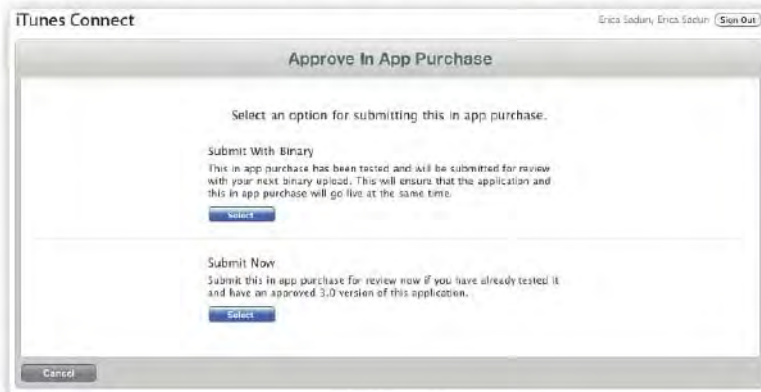 iTunes Connect
Erica Sadun, Erica Sadun Sign Out
Approve In App Purchase
Select an option for submitting this in app purchase.
Submit With Binary
This in app purchase has been tested and will be submitted for review
with your next binary upload. This will ensure that the application and
this in app purchase will go live at the same time.
Select
Submit Now
Submit this in app purchase for review now if you have already tested it
and have an approved 3.0 version of this application.
Select
Cancel